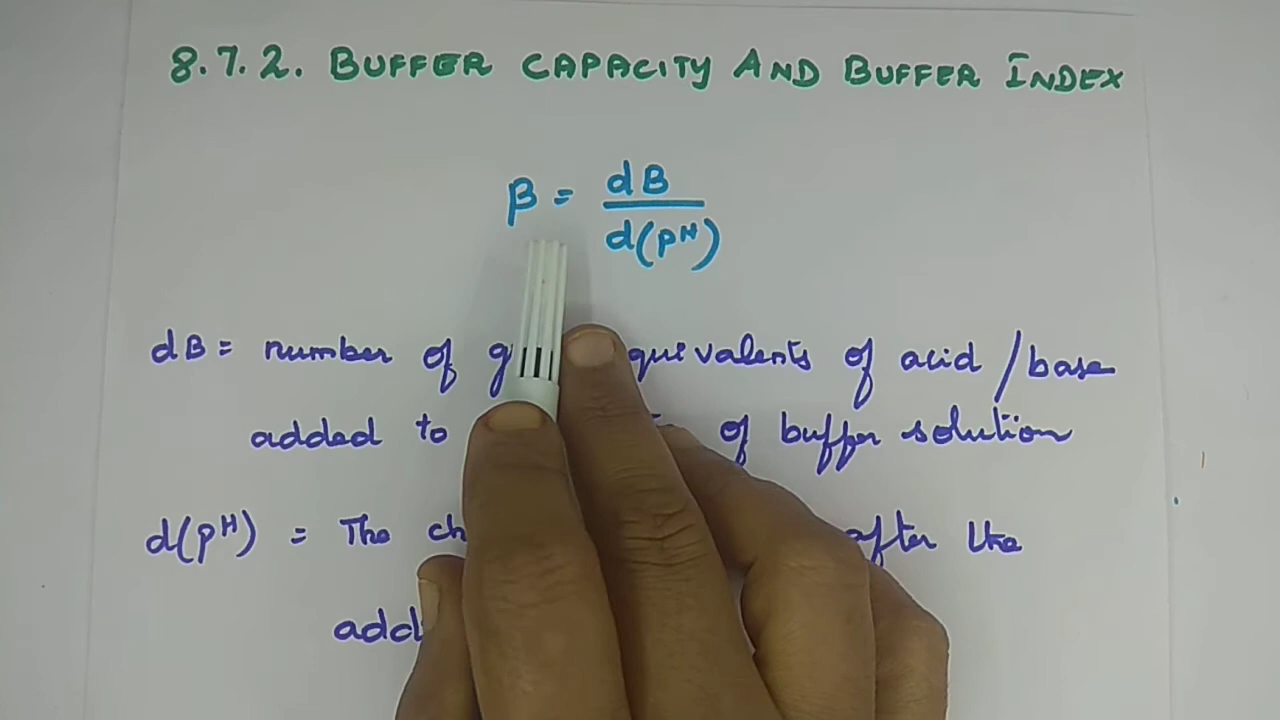 8.7.2. BUFFER CAPACITY AND BUFFER INDEX
β = dB
d(pH)
dB = number of equivalents of acid / base
added to of buffer solution
d(pH) = The after the